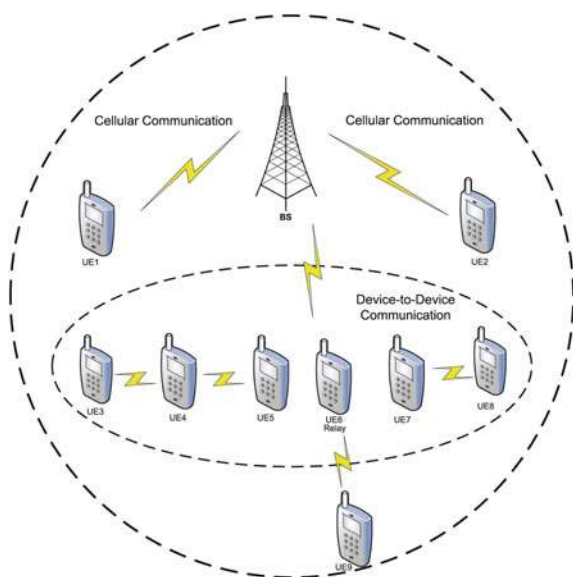 Cellular Communication
Cellular Communication
BS
UE1
UE2
Device-to-Device
Communication
UE3
UE4
UE5
UE6
Relay
UE7
UE8
UE9